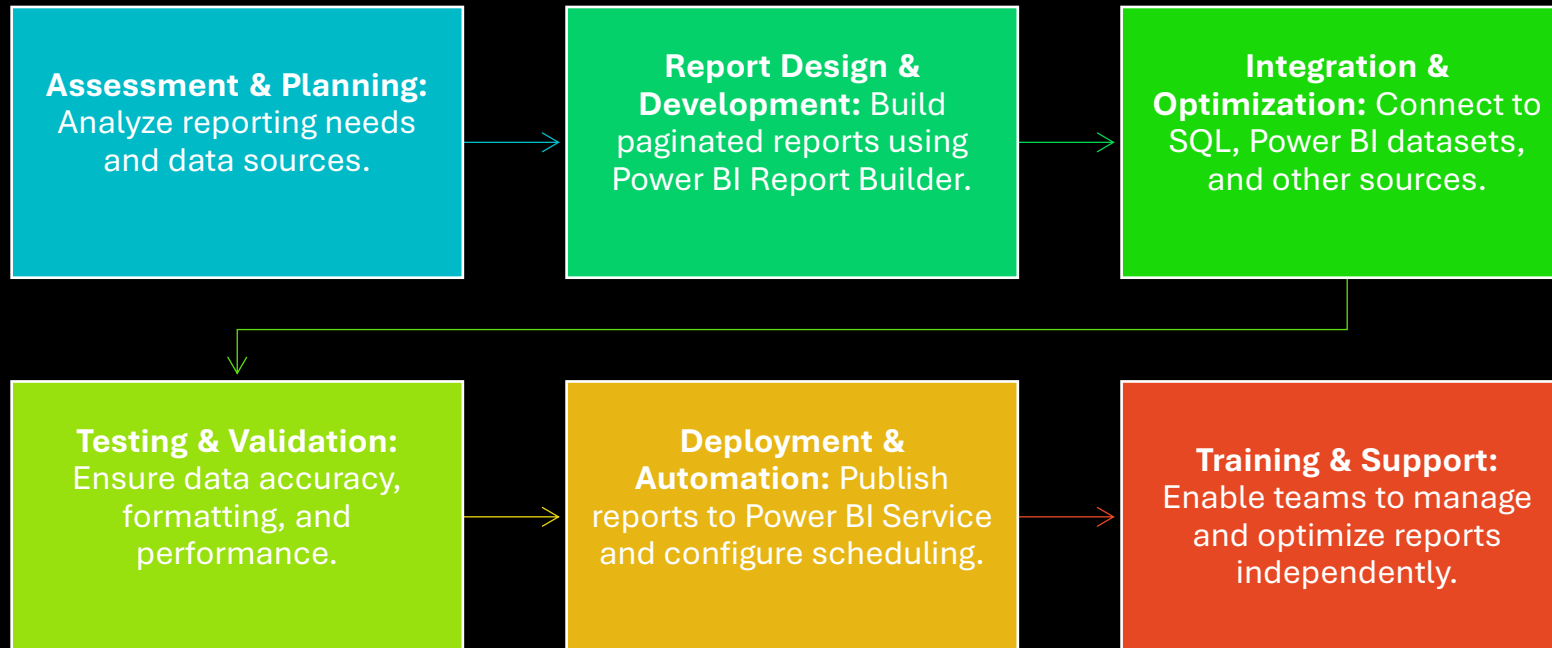 Assessment & Planning:
Analyze reporting needs
and data sources.
Report Design &
Development: Build
paginated reports using
Power BI Report Builder.
Integration &
Optimization: Connect to
SQL, Power BI datasets,
and other sources.
Testing & Validation:
Ensure data accuracy,
formatting, and
performance.
Deployment &
Automation: Publish
reports to Power BI Service
and configure scheduling.
Training & Support:
Enable teams to manage
and optimize reports
independently.